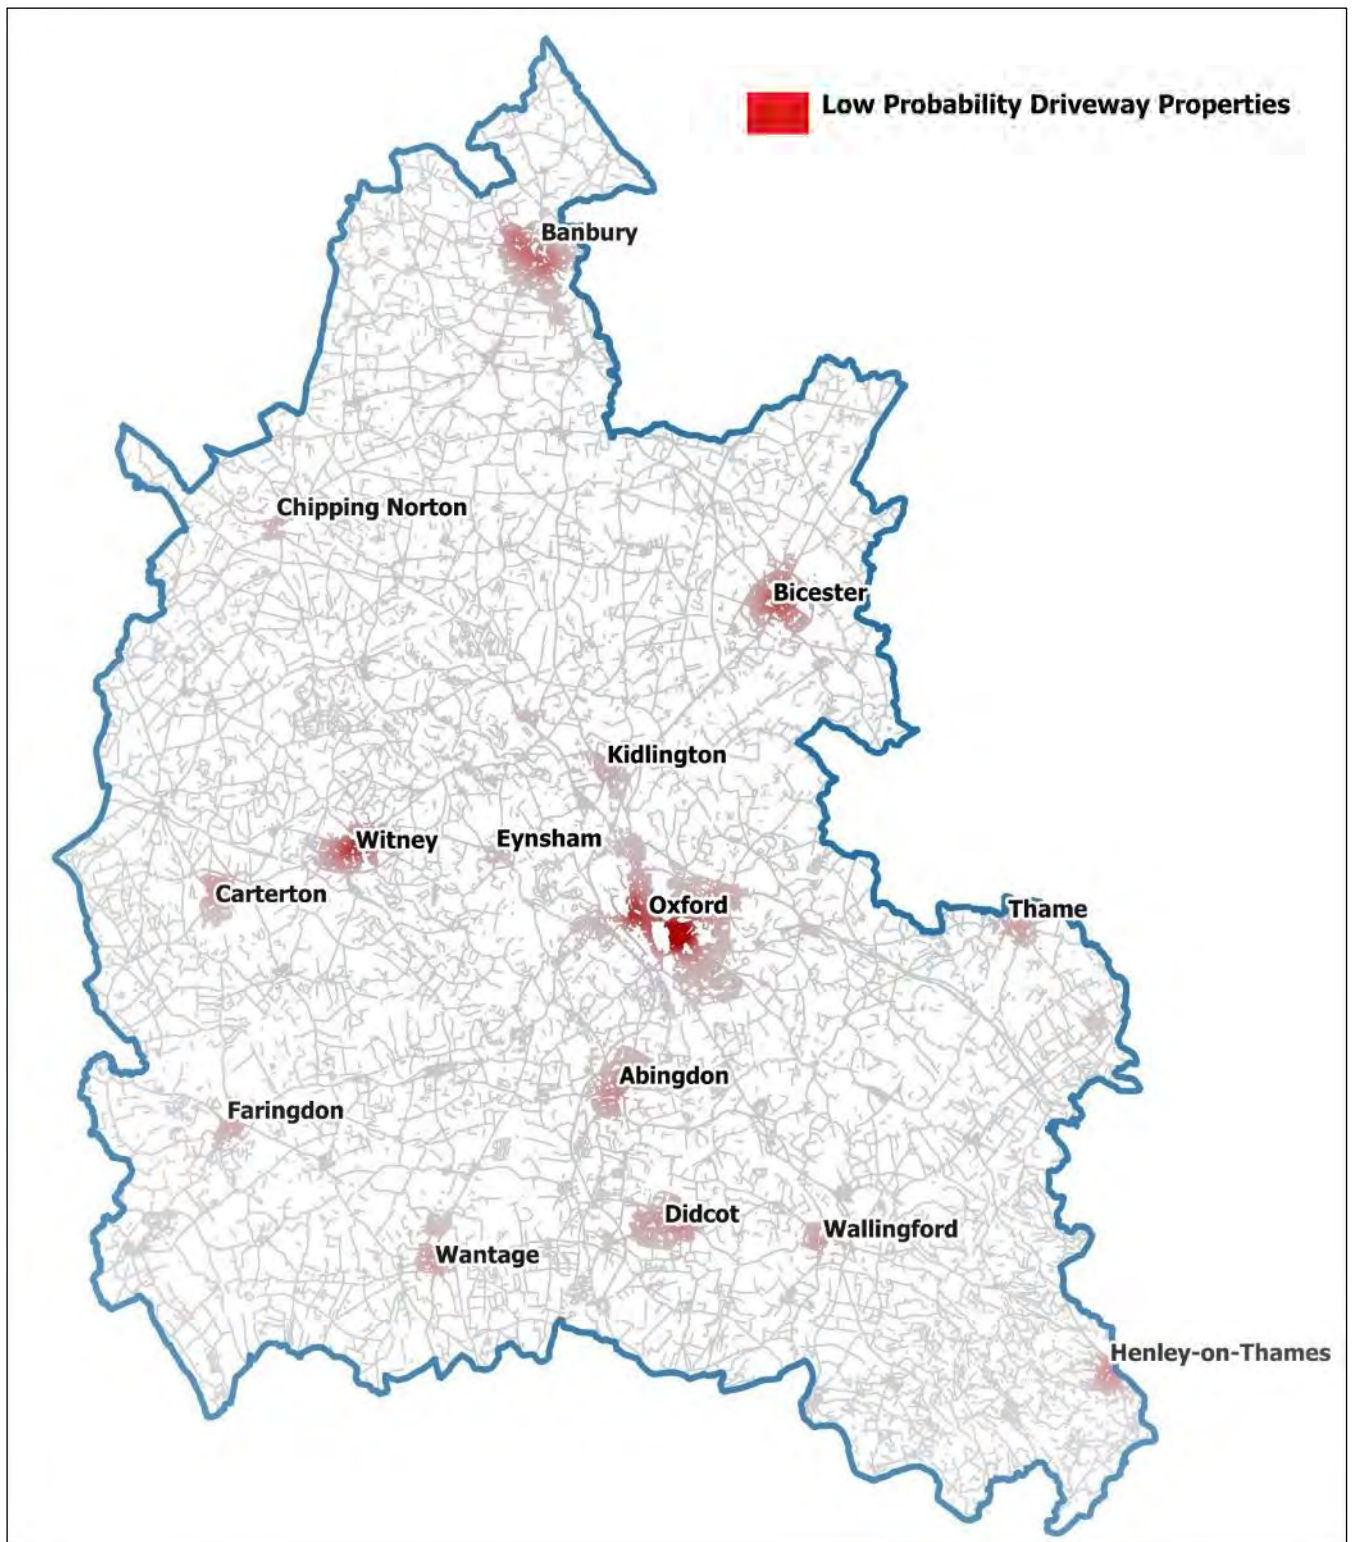 Low Probability Driveway Properties
Banbury
Chipping Norton
Bicester
Kidlington
Witney
Eynsham
Carterton
Oxford
Thame
Abingdon
Faringdon
Didcot
Wallingford
Wantage
Henley-on-Thames